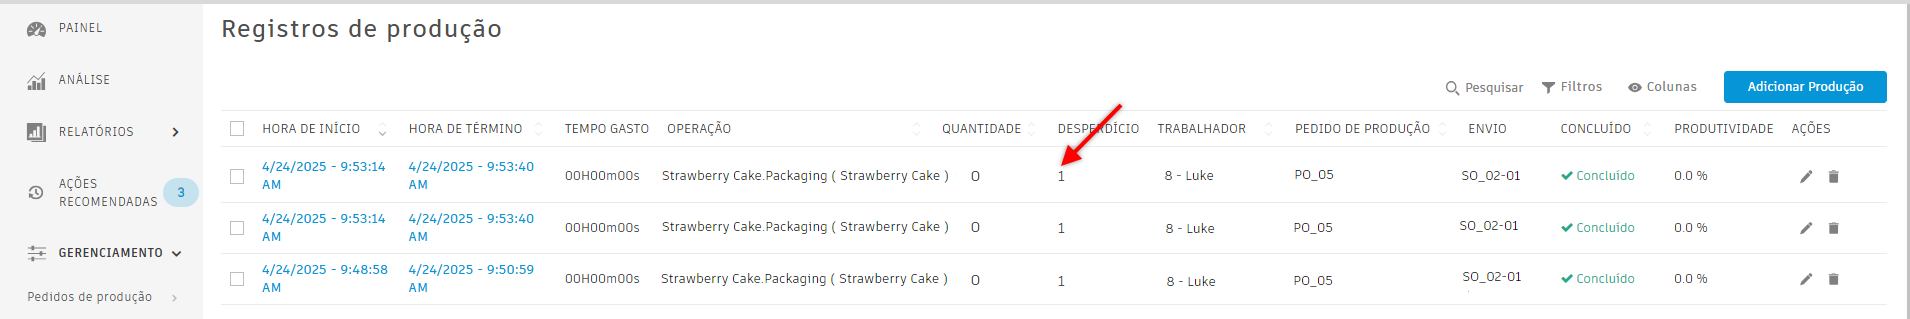 PAINEL
ANÁLISE
RELATÓRIOS
AÇÕES
RECOMENDADAS
3
GERENCIAMENTO
Pedidos de produção
Registros de produção
Pesquisar Filtros Colunas Adicionar Produção
HORA DE INÍCIO HORA DE TÉRMINO TEMPO GASTO OPERAÇÃO QUANTIDADE DESPERDÍCIO TRABALHADOR PEDIDO DE PRODUÇÃO ENVIO CONCLUÍDO PRODUTIVIDADE AÇÕES
4/24/2025 - 9:53:14 4/24/2025 - 9:53:40
AM AM 00H00m00s Strawberry Cake.Packaging ( Strawberry Cake ) 0 1 8 - Luke PO_05 SO_02-01 Concluído 0.0 %
4/24/2025 - 9:53:14 4/24/2025 - 9:53:40
AM AM 00H00m00s Strawberry Cake.Packaging ( Strawberry Cake ) 0 1 8 - Luke PO_05 SO_02-01 Concluído 0.0 %
4/24/2025 - 9:48:58 4/24/2025 - 9:50:59
AM AM 00H00m00s Strawberry Cake.Packaging ( Strawberry Cake ) 0 1 8 - Luke PO_05 SO_02-01 Concluído 0.0 %